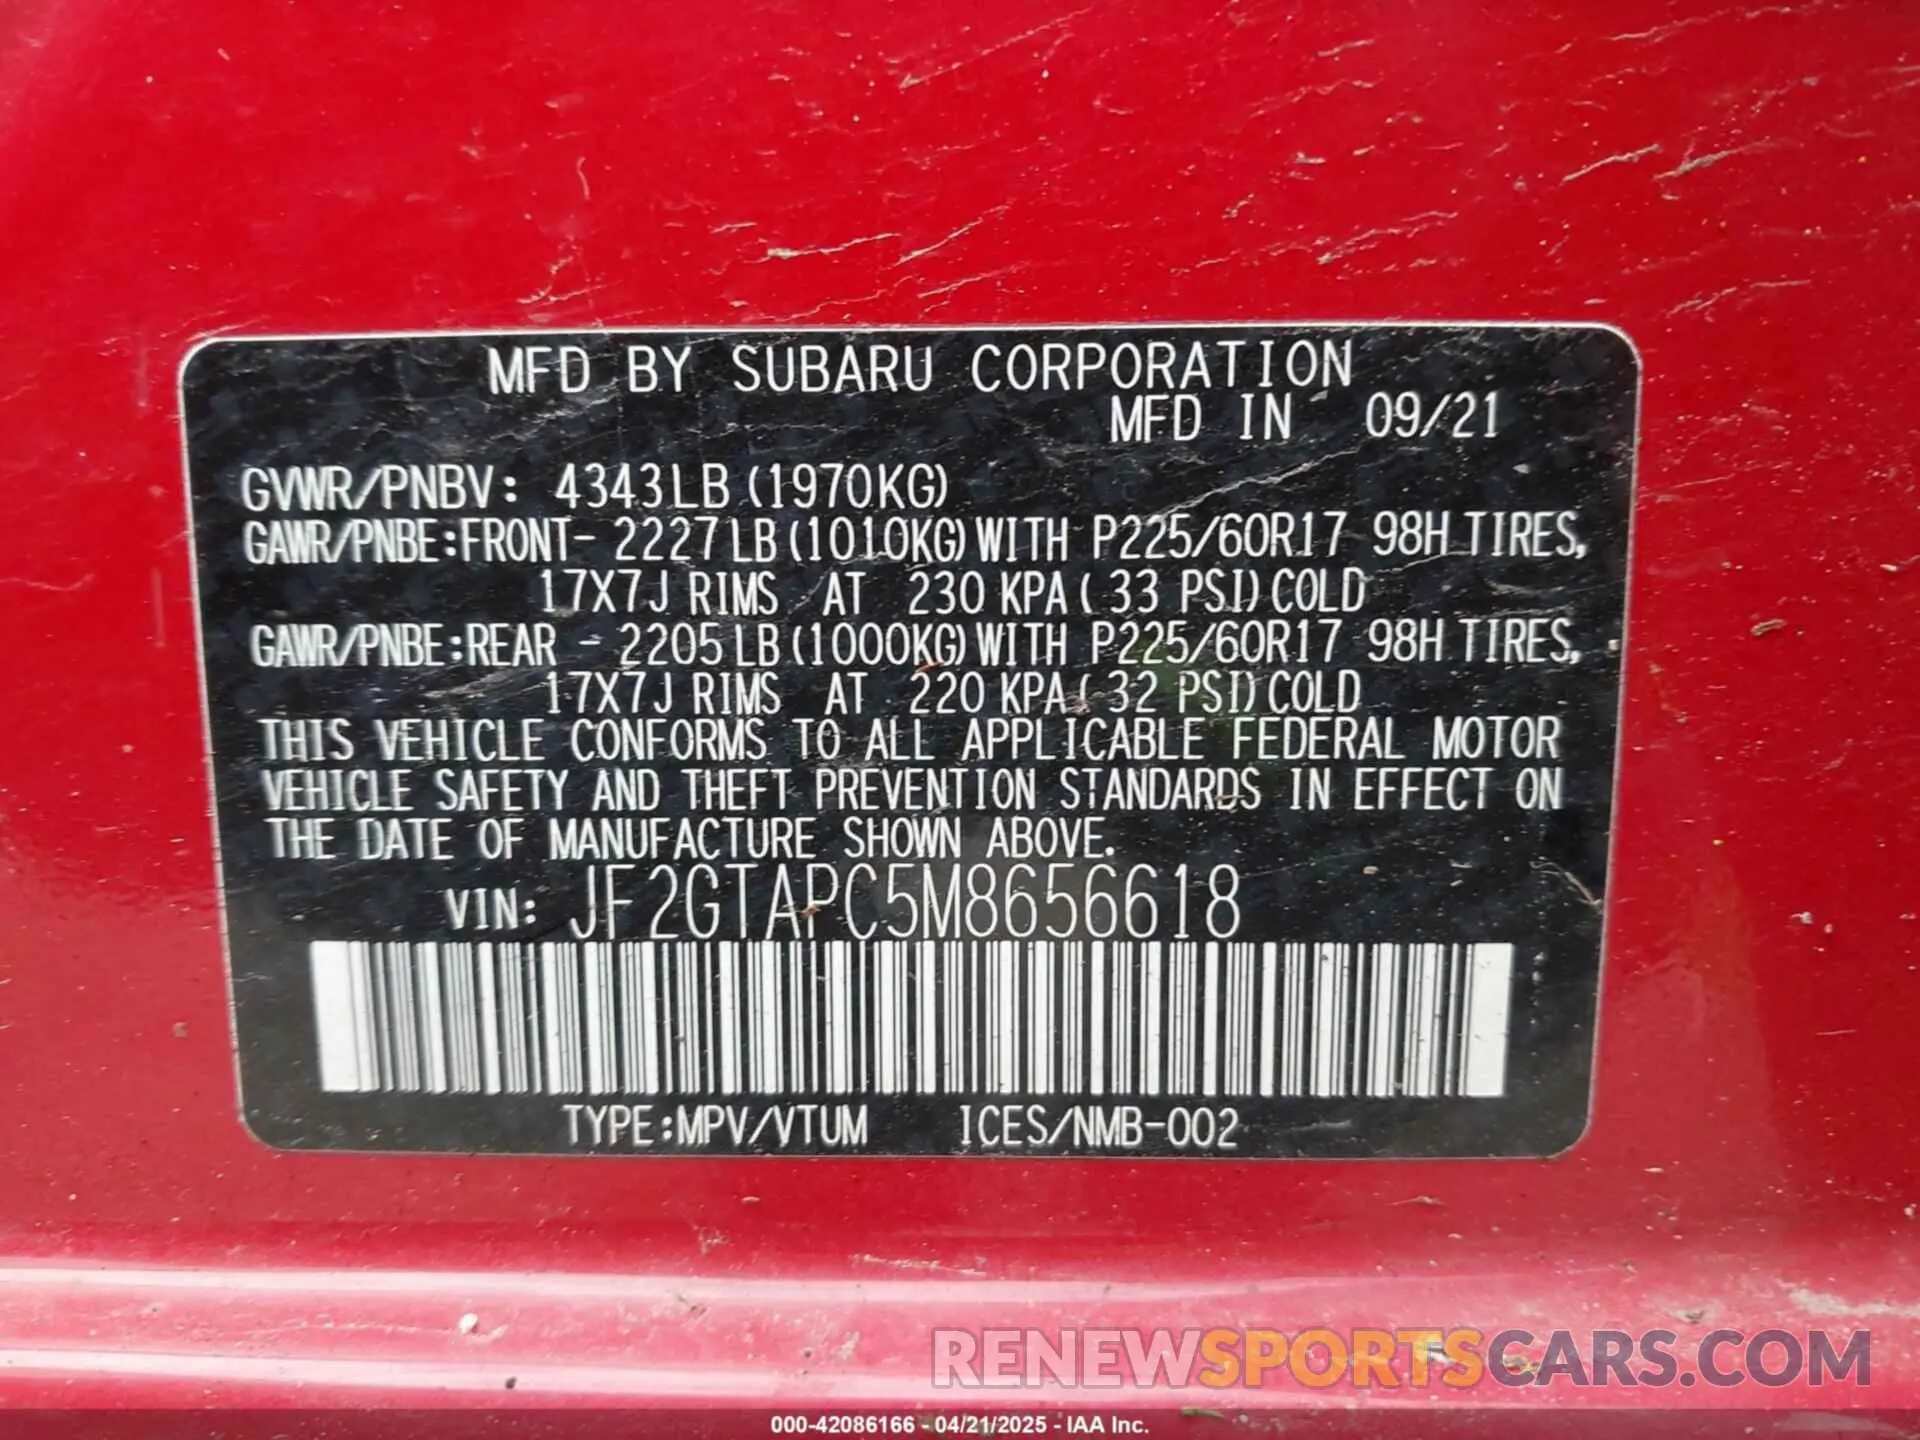 MFD BY SUBARU CORPORATION
MFD IN 09/21
GVWR/PNBV: 4343LB(1970KG)
GAWR/PNBE:FRONT- 2227LB(1010KG)WITH P225/60R17 98H TIRES,
17X7J RIMS AT 230 KPA( 33 PSI)COLD
GAWR/PNBE:REAR - 2205LB(1000KG)WITH P225/60R17 98H TIRES,
17X7J RIMS AT 220 KPA( 32 PSI)COLD
THIS VEHICLE CONFORMS TO ALL APPLICABLE FEDERAL MOTOR
VEHICLE SAFETY AND THEFT PREVENTION STANDARDS IN EFFECT ON
THE DATE OF MANUFACTURE SHOWN ABOVE.
VIN: JF2GTAPC5M8656618
TYPE:MPV/VTUM ICES/NMB-002
RENEWSPORTSCARS.COM
000-42086166 - 04/21/2025 - IAA Inc.